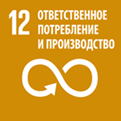 12 ОТВЕТСТВЕННОЕ
ПОТРЕБЛЕНИЕ
И ПРОИЗВОДСТВО